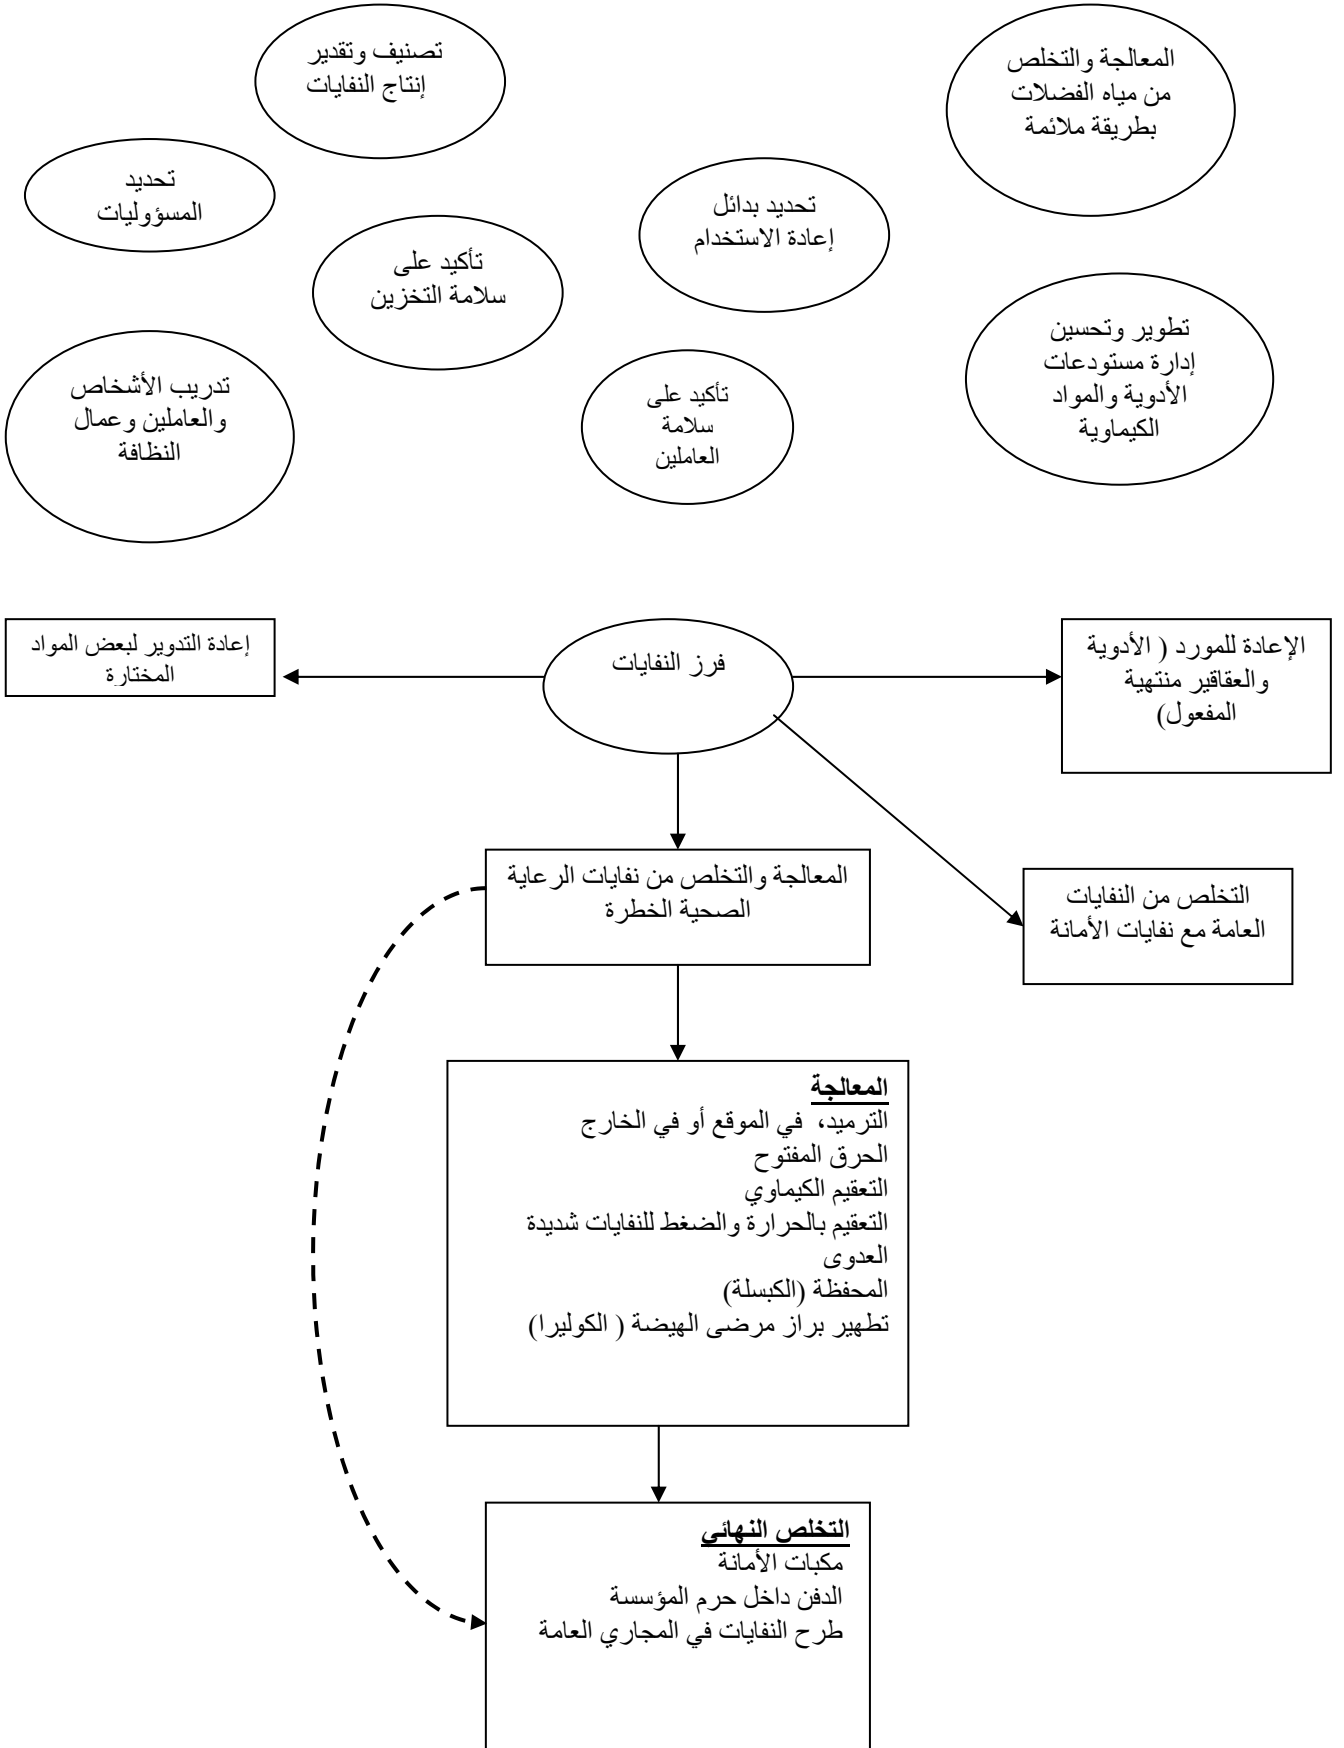 المعالجة والتخلص
من مياه الفضلات
بطريقة ملائمة
تصنيف وتقدير
إنتاج النفايات
تحديد
المسؤوليات
تحديد بدائل
إعادة الاستخدام
تأكيد على
سلامة التخزين
تطوير وتحسين
إدارة مستودعات
الأدوية والمواد
الكيماوية
تأكيد على
سلامة
العاملين
تدريب الأشخاص
والعاملين وعمال
النظافة
الإعادة للمورد ( الأدوية
والعقاقير منتهية
المفعول)
فرز النفايات
إعادة التدوير لبعض المواد
المختارة
المعالجة والتخلص من نفايات الرعاية
الصحية الخطرة
التخلص من النفايات
العامة مع نفايات الأمانة
المعالجة
الترميد، في الموقع أو في الخارج
الحرق المفتوح
التعقيم الكيماوي
التعقيم بالحرارة والضغط للنفايات شديدة
العدوى
المحفظة (الكبسلة)
تطهير براز مرضى الهيضة ( الكوليرا)
التخلص النهائي
مكبات الأمانة
الدفن داخل حرم المؤسسة
طرح النفايات في المجاري العامة